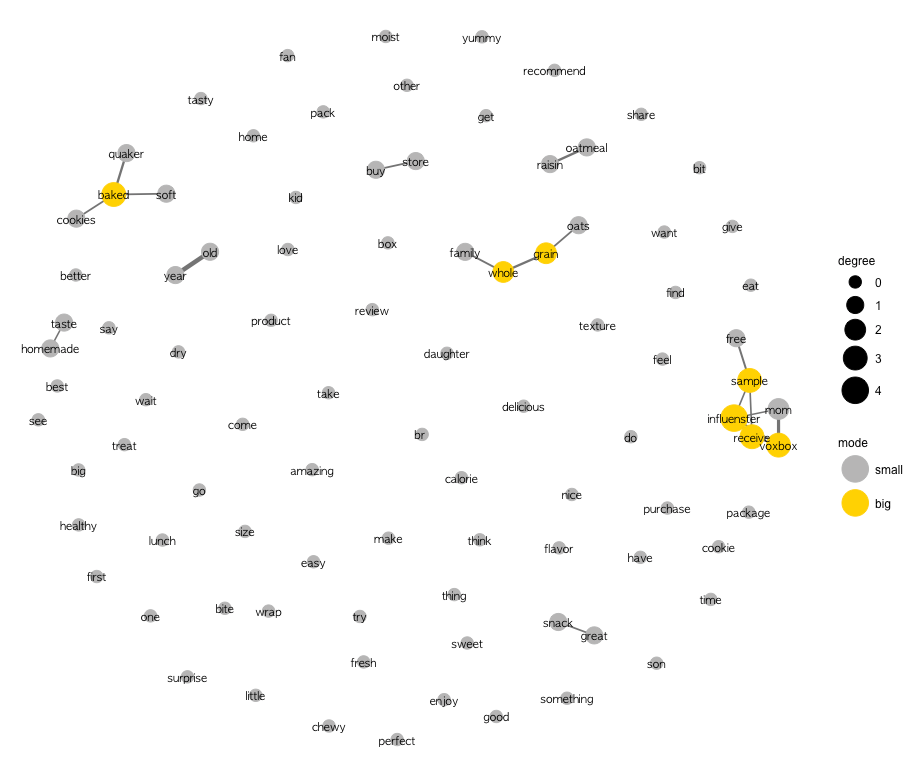 moist
yummy
fan
recommend
other
tasty
pack
get
share
home
quaker
buy
store
raisin
oatmeal
bit
baked
soft
kid
cookies
oats
give
want
old
love
box
family
grain
year
better
whole
find
eat
degree
0
1
2
3
4
taste
say
product
review
texture
free
homemade
dry
daughter
feel
best
wait
take
sample
see
delicious
mom
influenster
come
treat
br
do
receive
voxbox
mode
small
big
big
amazing
calorie
go
nice
purchase
package
healthy
lunch
size
make
think
flavor
have
cookie
easy
first
one
bite
wrap
try
thing
time
snack
great
sweet
fresh
son
surprise
little
enjoy
something
good
chewy
perfect